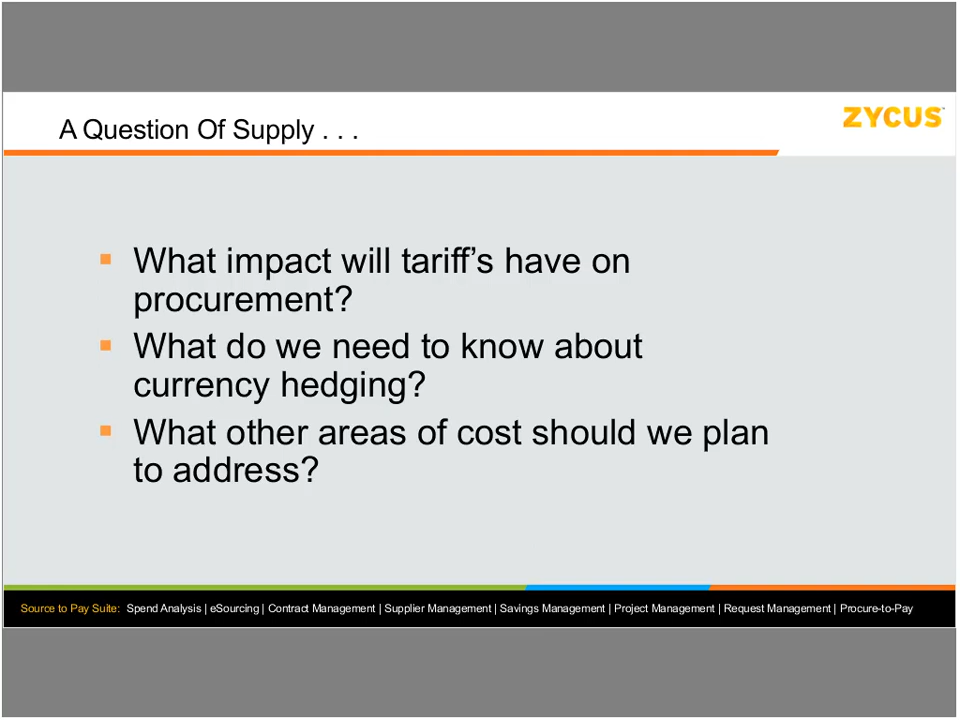 A Question Of Supply . . .
ZYCUS™
▪ What impact will tariff’s have on
procurement?
▪ What do we need to know about
currency hedging?
▪ What other areas of cost should we plan
to address?
Source to Pay Suite: Spend Analysis | eSourcing | Contract Management | Supplier Management | Savings Management | Project Management | Request Management | Procure-to-Pay